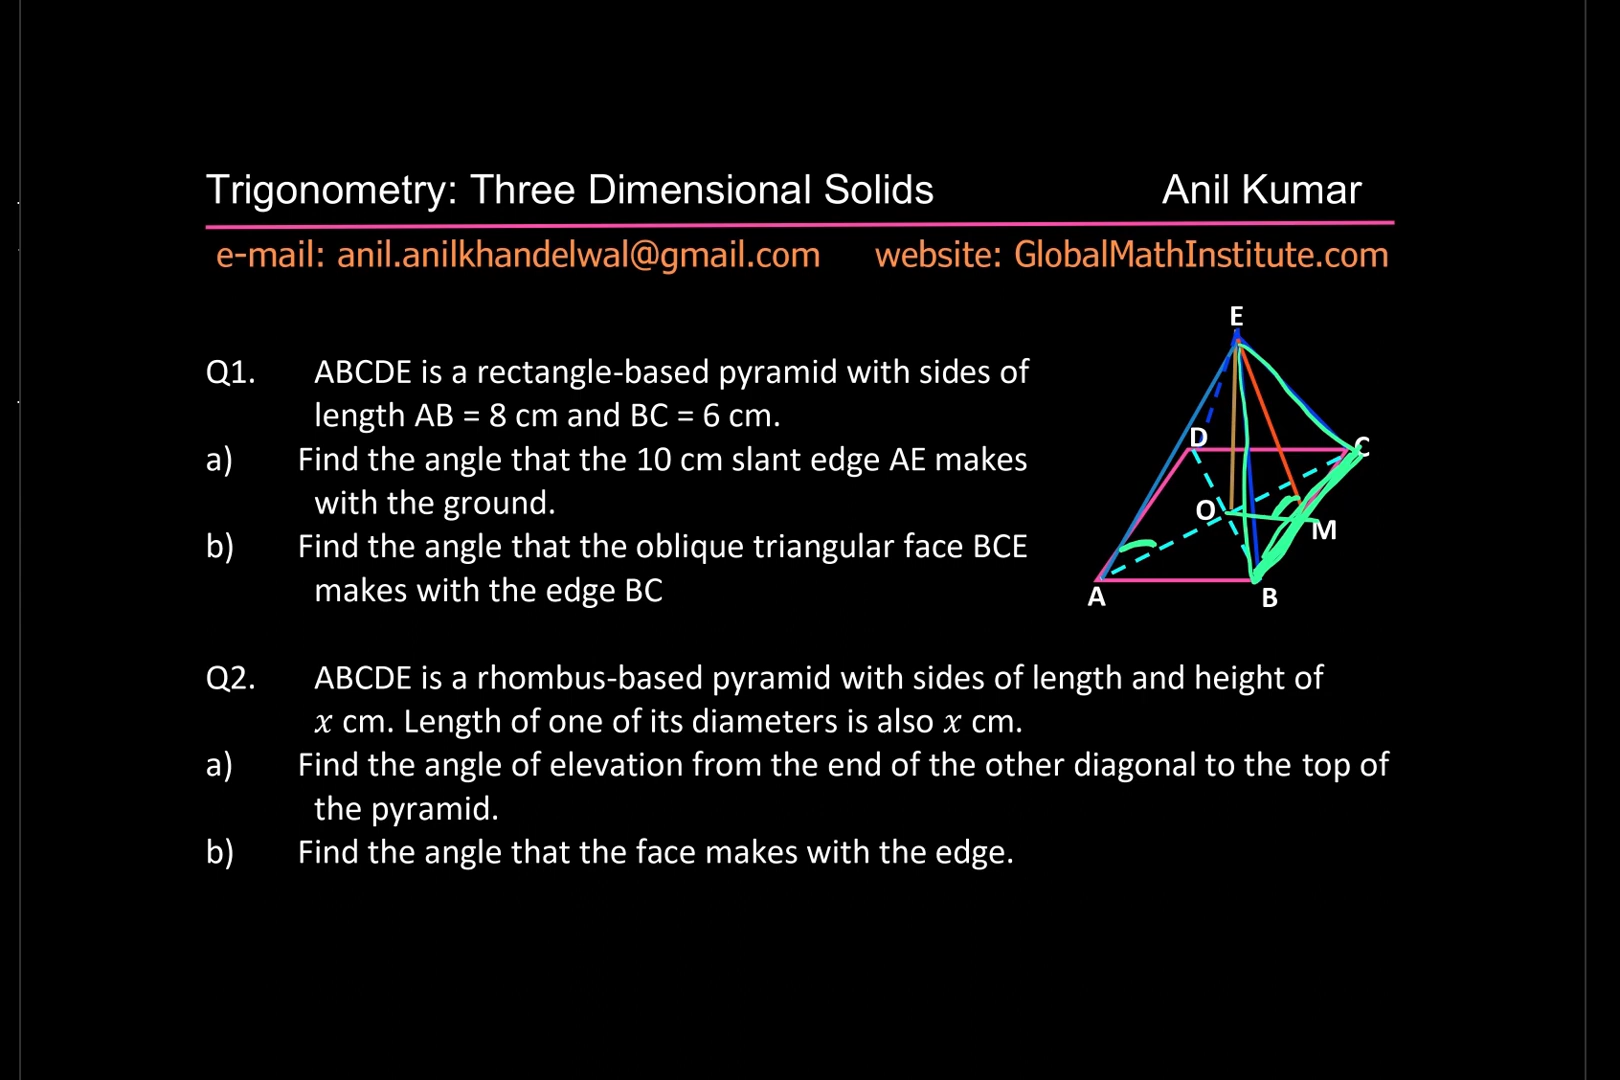 Trigonometry: Three Dimensional Solids Anil Kumar
e-mail: anil.anilkhandelwal@gmail.com website: GlobalMathInstitute.com
Q1. ABCDE is a rectangle-based pyramid with sides of
length AB = 8 cm and BC = 6 cm.
a) Find the angle that the 10 cm slant edge AE makes
with the ground.
b) Find the angle that the oblique triangular face BCE
makes with the edge BC
E
D
C
O
M
A
B
Q2. ABCDE is a rhombus-based pyramid with sides of length and height of
x cm. Length of one of its diameters is also x cm.
a) Find the angle of elevation from the end of the other diagonal to the top of
the pyramid.
b) Find the angle that the face makes with the edge.